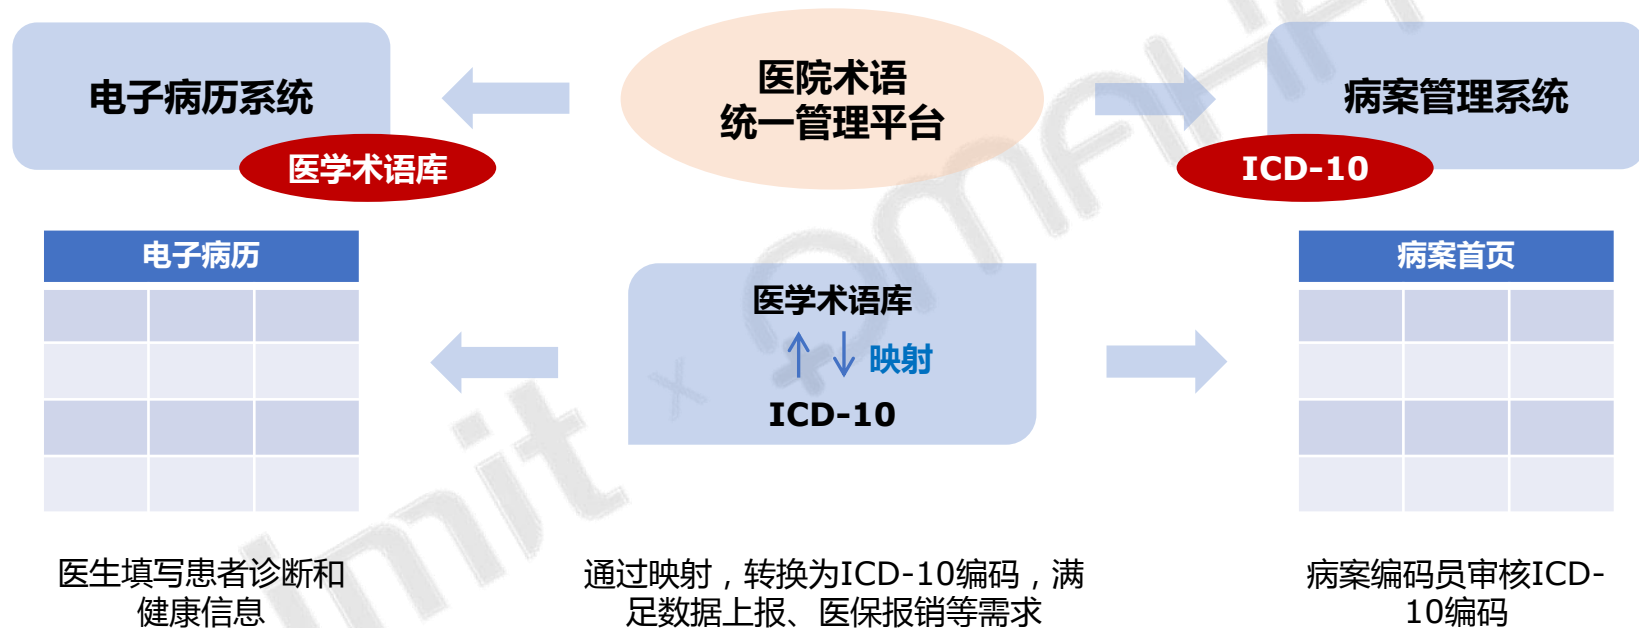 电子病历系统
医学术语库
医院术语
统一管理平台
病案管理系统
ICD-10
电子病历
医学术语库
映射
ICD-10
病案首页
医生填写患者诊断和
健康信息
通过映射，转换为ICD-10编码，满
足数据上报、医保报销等需求
病案编码员审核ICD-
10编码
imit × OMAHA